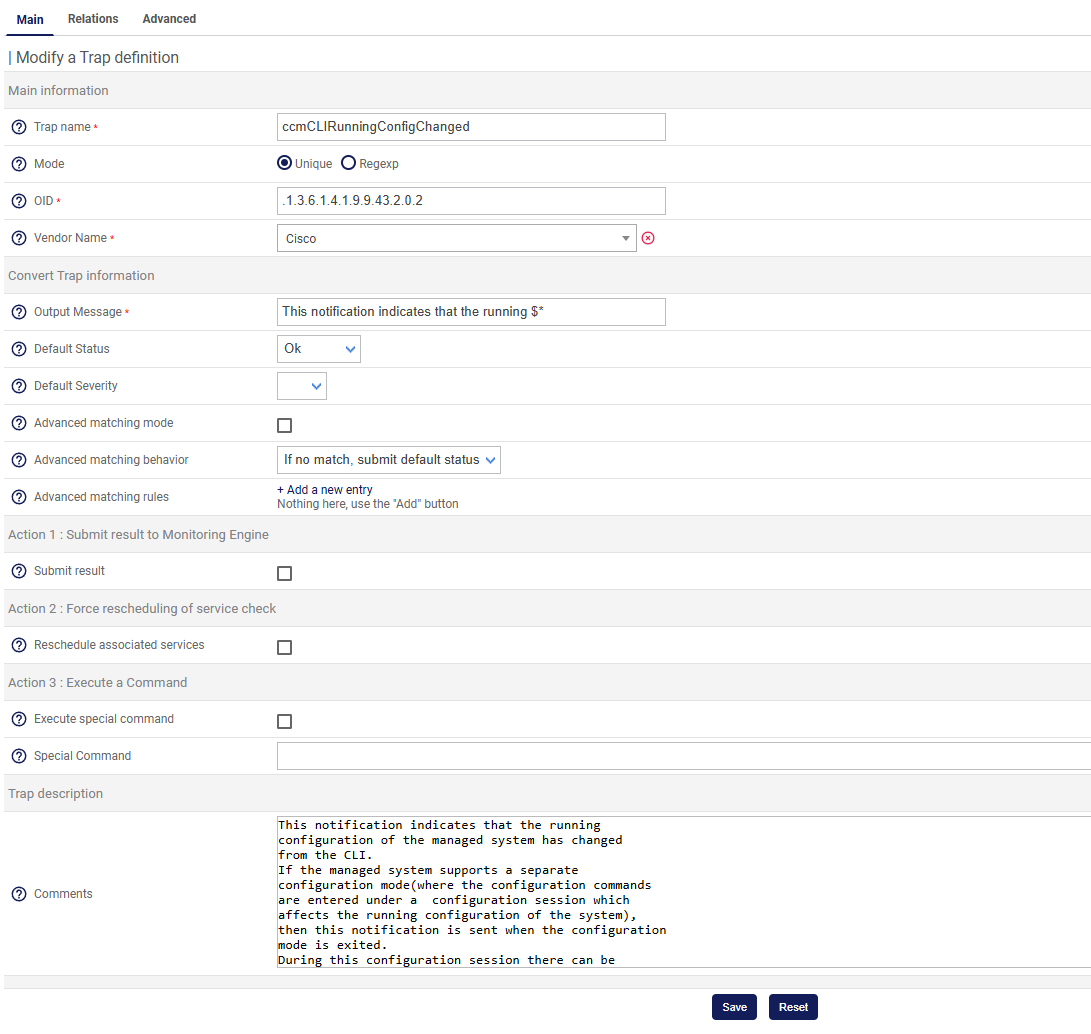 Main Relations Advanced
| Modify a Trap definition
Main information
Trap name *
ccmCLIRunningConfigChanged
Mode
Unique Regexp
OID *
.1.3.6.1.4.1.9.9.43.2.0.2
Vendor Name *
Cisco
Convert Trap information
Output Message *
This notification indicates that the running $*
Default Status
Ok
Default Severity
Advanced matching mode
Advanced matching behavior
If no match, submit default status
Advanced matching rules
+ Add a new entry
Nothing here, use the "Add" button
Action 1 : Submit result to Monitoring Engine
Submit result
Action 2 : Force rescheduling of service check
Reschedule associated services
Action 3 : Execute a Command
Execute special command
Special Command
Trap description
Comments
This notification indicates that the running
configuration of the managed system has changed
from the CLI.
If the managed system supports a separate
configuration mode(where the configuration commands
are entered under a  configuration session which
affects the running configuration of the system),
then this notification is sent when the configuration
mode is exited.
During this configuration session there can be
Save Reset